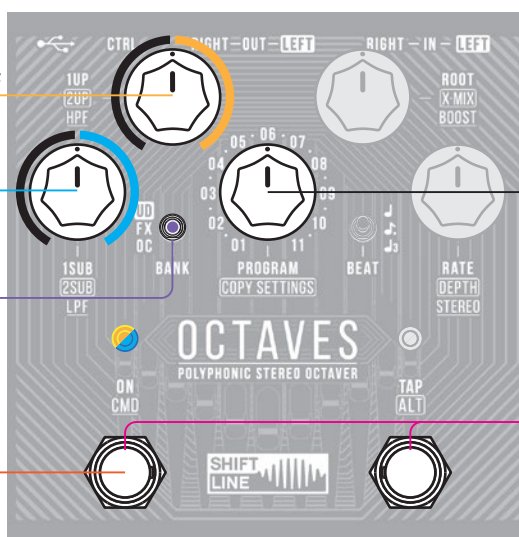 CTRL RIGHT-OUT-LEFT RIGHT-IN-LEFT
1UP
2UP
HPF
ROOT
X-MIX
BOOST
01 02 03 04 05 06 07 08 09 10 11
UD
FX
OC
1SUB
2SUB
LPF
BANK
PROGRAM
COPY SETTINGS
BEAT
3
RATE
DEPTH
STEREO
OCTAVES
POLYPHONIC STEREO OCTAVER
ON
CMD
TAP
ALT
SHIFT
LINE